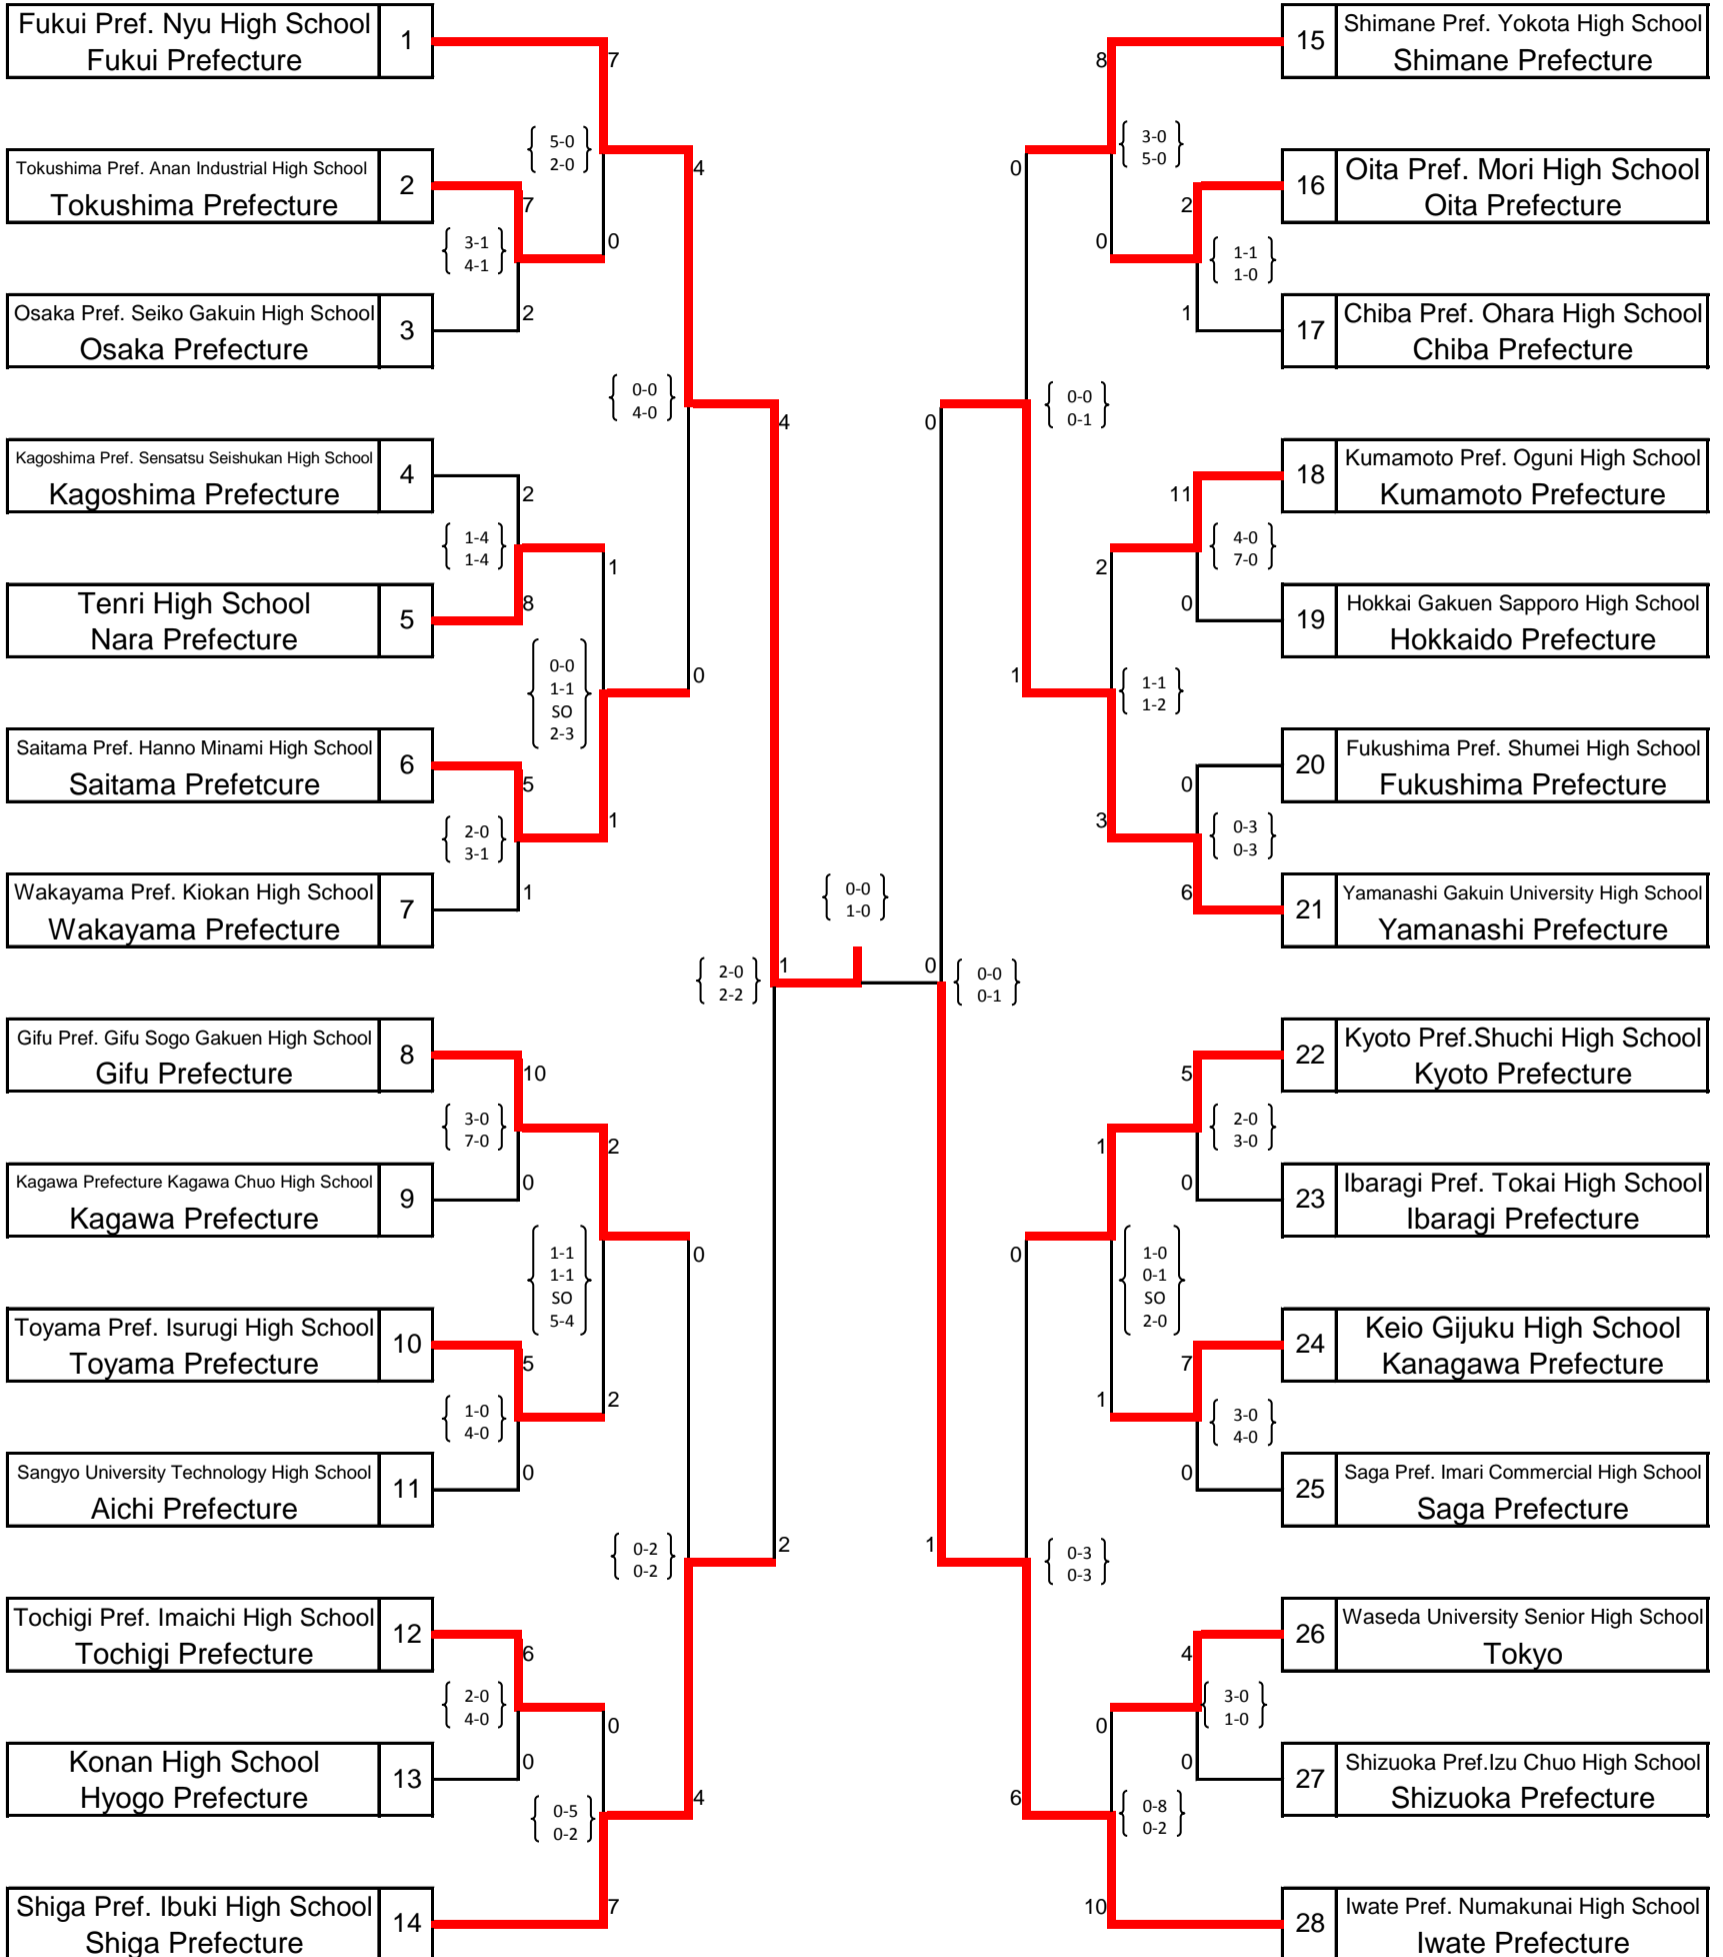 Fukui Pref. Nyu High School
Fukui Prefecture
1
7
5-0
2-0
4
Tokushima Pref. Anan Industrial High School
Tokushima Prefecture
2
7
3-1
4-1
0
Osaka Pref. Seiko Gakuin High School
Osaka Prefecture
3
2
0-0
4-0
4
Kagoshima Pref. Sensatsu Seishukan High School
Kagoshima Prefecture
4
2
1-4
1-4
1
Tenri High School
Nara Prefecture
5
8
0-0
1-1
SO
2-3
0
Saitama Pref. Hanno Minami High School
Saitama Prefetcure
6
5
2-0
3-1
1
Wakayama Pref. Kiokan High School
Wakayama Prefecture
7
1
2-0
2-2
1
0-0
1-0
Gifu Pref. Gifu Sogo Gakuen High School
Gifu Prefecture
8
10
3-0
7-0
2
Kagawa Prefecture Kagawa Chuo High School
Kagawa Prefecture
9
0
1-1
1-1
SO
5-4
0
Toyama Pref. Isurugi High School
Toyama Prefecture
10
5
1-0
4-0
2
Sangyo University Technology High School
Aichi Prefecture
11
0
0-2
0-2
2
Tochigi Pref. Imaichi High School
Tochigi Prefecture
12
6
2-0
4-0
0
Konan High School
Hyogo Prefecture
13
0
0-5
0-2
4
Shiga Pref. Ibuki High School
Shiga Prefecture
14
7
8
15
Shimane Pref. Yokota High School
Shimane Prefecture
0
3-0
5-0
2
16
Oita Pref. Mori High School
Oita Prefecture
0
1-1
1-0
1
17
Chiba Pref. Ohara High School
Chiba Prefecture
0
0-0
0-1
11
18
Kumamoto Pref. Oguni High School
Kumamoto Prefecture
2
4-0
7-0
0
19
Hokkai Gakuen Sapporo High School
Hokkaido Prefecture
1
1-1
1-2
0
20
Fukushima Pref. Shumei High School
Fukushima Prefecture
3
0-3
0-3
6
21
Yamanashi Gakuin University High School
Yamanashi Prefecture
0
0-0
0-1
5
22
Kyoto Pref.Shuchi High School
Kyoto Prefecture
1
2-0
3-0
0
23
Ibaragi Pref. Tokai High School
Ibaragi Prefecture
0
1-0
0-1
SO
2-0
7
24
Keio Gijuku High School
Kanagawa Prefecture
1
3-0
4-0
0
25
Saga Pref. Imari Commercial High School
Saga Prefecture
1
0-3
0-3
4
26
Waseda University Senior High School
Tokyo
0
3-0
1-0
0
27
Shizuoka Pref.Izu Chuo High School
Shizuoka Prefecture
6
0-8
0-2
10
28
Iwate Pref. Numakunai High School
Iwate Prefecture